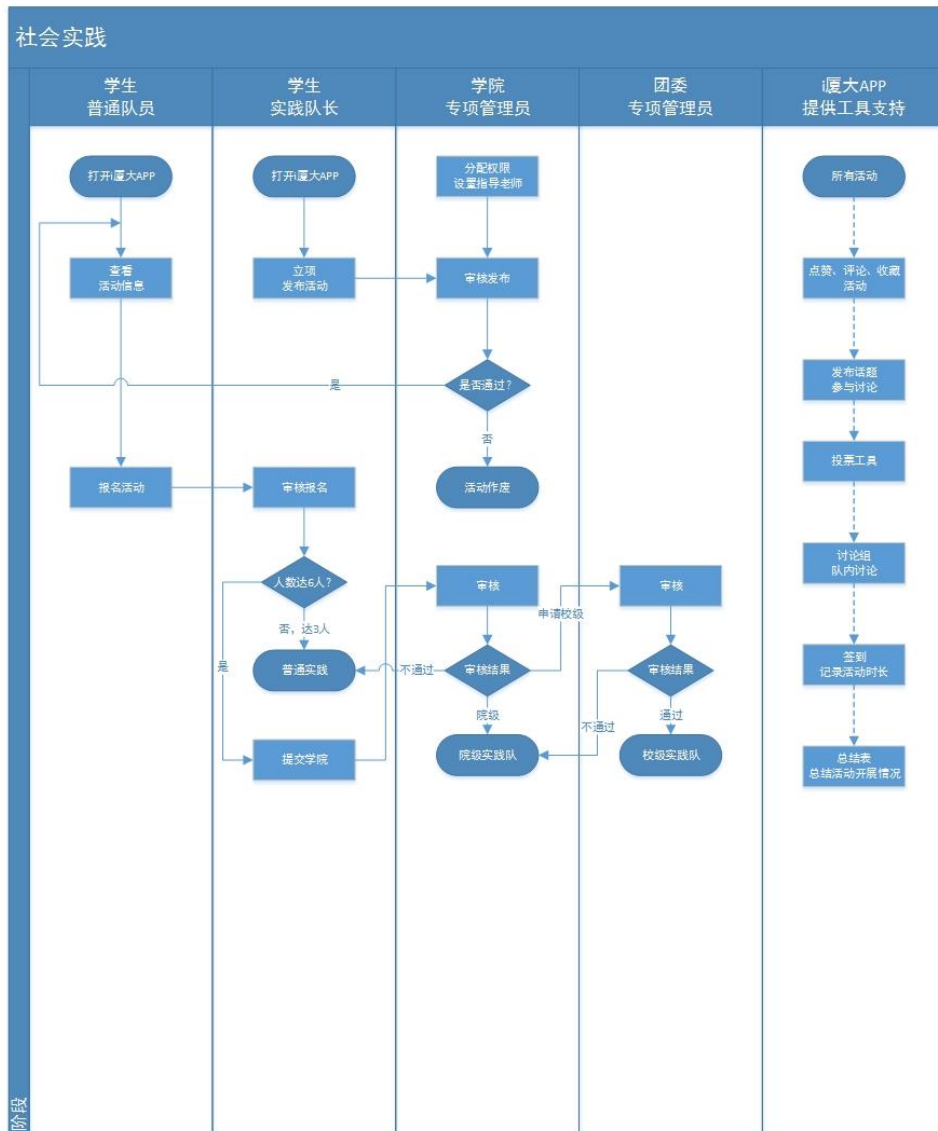 社会实践
学生
普通队员
学生
实践队长
学院
专项管理员
团委
专项管理员
i厦大APP
提供工具支持
打开i厦大APP
打开i厦大APP
分配权限
设置指导老师
所有活动
查看
活动信息
立项
发布活动
审核发布
点赞、评论、收藏
活动
是
是否通过?
发布话题
参与讨论
否
投票工具
报名活动
审核报名
活动作废
讨论组
队内讨论
人数达6人?
审核
申请校级
审核
否，达3人
是
普通实践
不通过
审核结果
审核结果
签到
记录活动时长
院级
不通过
通过
提交学院
院级实践队
校级实践队
总结表
总结活动开展情况
阶段